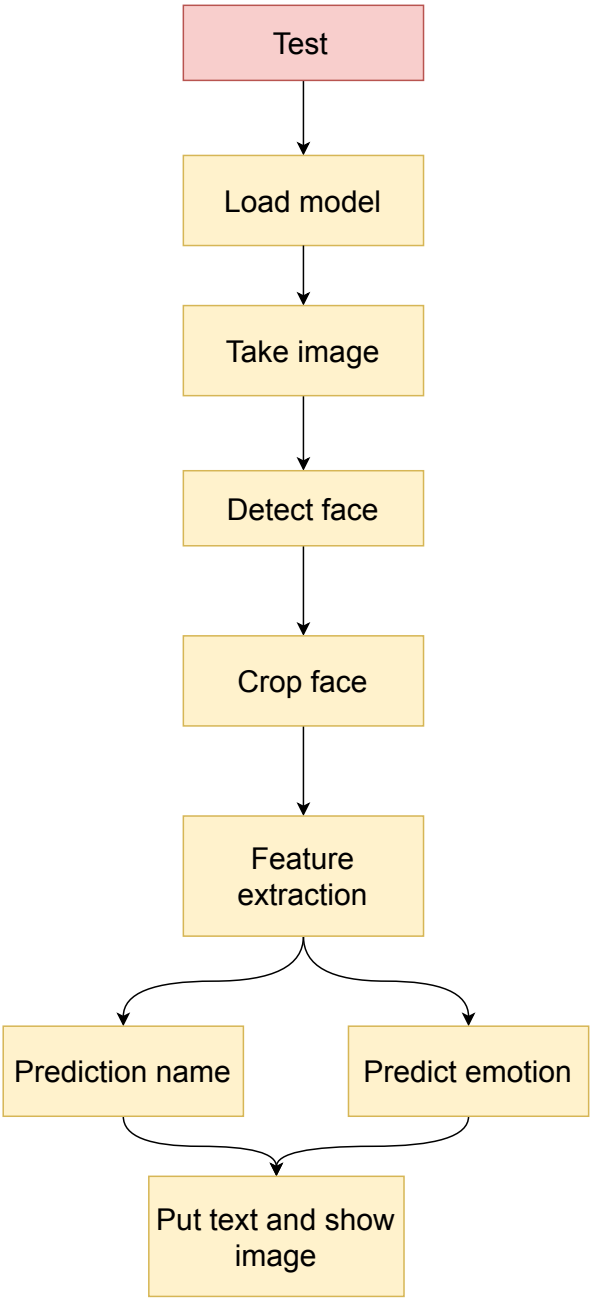 Test
Load model
Take image
Detect face
Crop face
Feature
extraction
Prediction name
Predict emotion
Put text and show
image